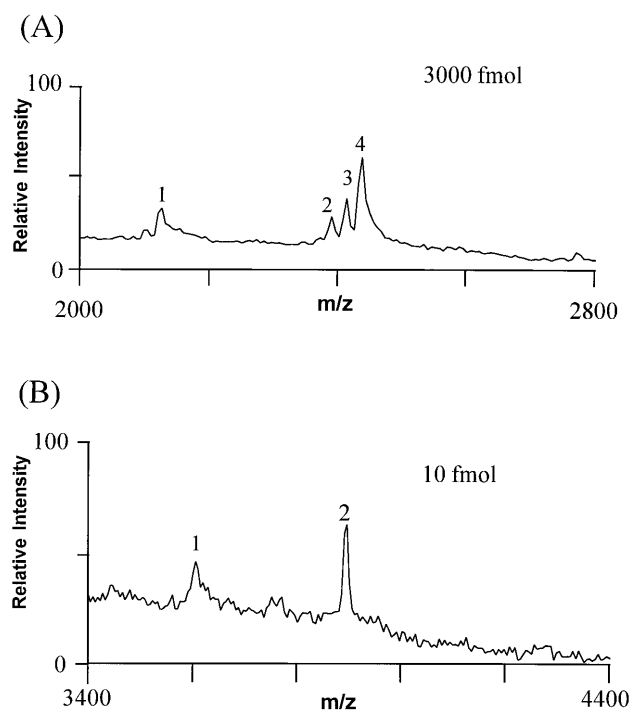 (A)
3000 fmol
100
Relative Intensity
1
2
3
4
0
2000
m/z
2800
(B)
10 fmol
100
Relative Intensity
1
2
0
3400
m/z
4400